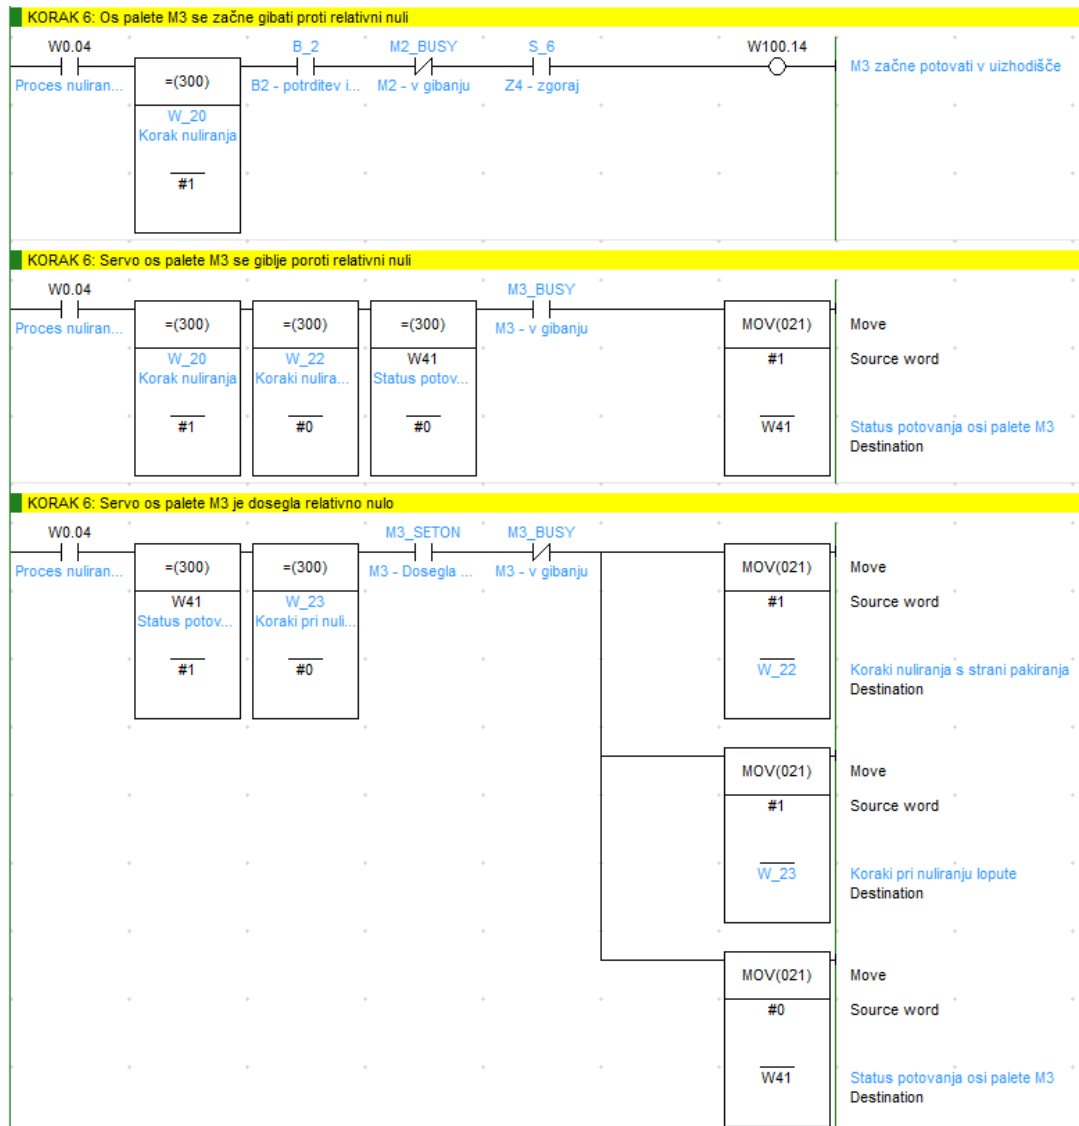 KORAK 6: Os palete M3 se začne gibati proti relativni nuli
W0.04 B_2 M2_BUSY S_6 W100.14
Proces nuliran... =(300) B2 - potrditev i... M2 - v gibanju Z4 - zgoraj M3 začne potovati v uizhodišče
W_20
Korak nuliranja
#1
KORAK 6: Servo os palete M3 se giblje poroti relativni nuli
W0.04 M3_BUSY
Proces nuliran... =(300) =(300) =(300) M3 - v gibanju MOV(021) Move
W_20 W_22 W41 #1 Source word
Korak nuliranja Koraki nulira... Status potov...
#1 #0 #0 W41 Status potovanja osi palete M3
Destination
KORAK 6: Servo os palete M3 je dosegla relativno nulo
W0.04 M3_SETON M3_BUSY
Proces nuliran... =(300) =(300) M3 - Dosegla ... M3 - v gibanju MOV(021) Move
W41 W_23 #1 Source word
Status potov... Koraki pri nuli...
#1 #0 W_22 Koraki nuliranja s strani pakiranja
Destination
MOV(021) Move
#1 Source word
W_23 Koraki pri nuliranju lopute
Destination
MOV(021) Move
#0 Source word
W41 Status potovanja osi palete M3
Destination